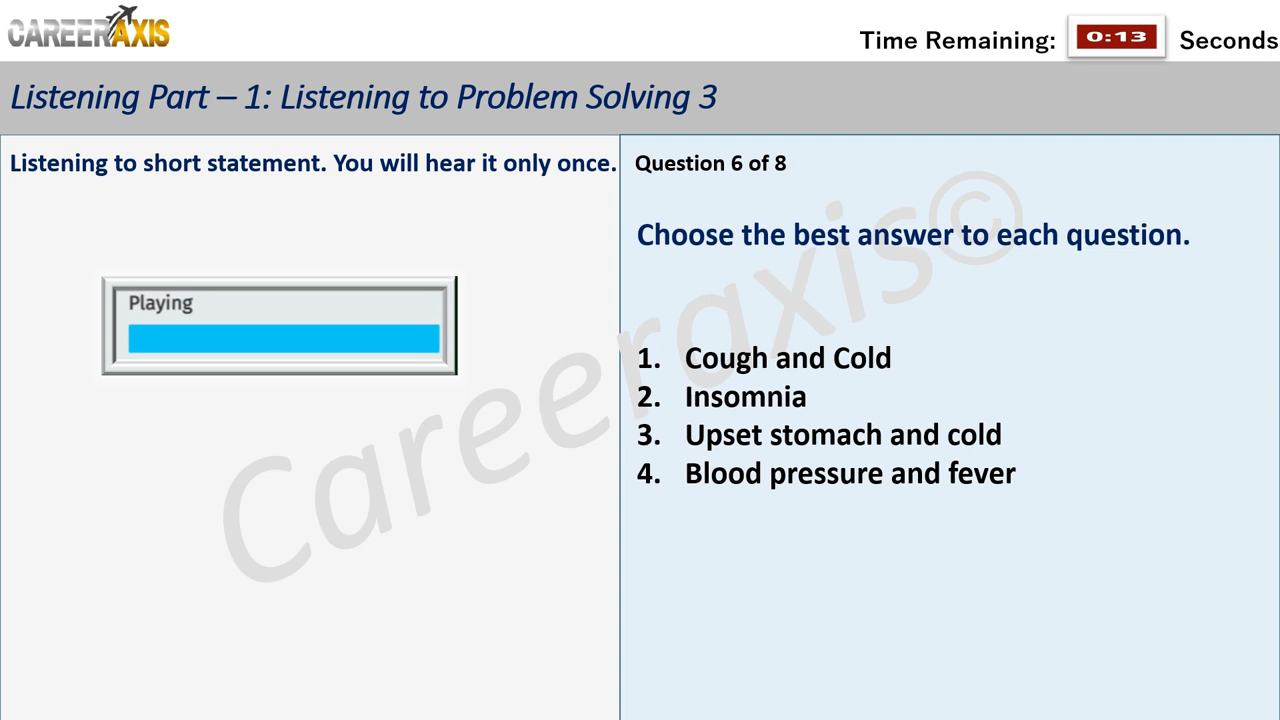 CAREERAXIS
Time Remaining: 0:13 Seconds
Listening Part – 1: Listening to Problem Solving 3
Listening to short statement. You will hear it only once.
Playing
Question 6 of 8
Choose the best answer to each question.
1. Cough and Cold
2. Insomnia
3. Upset stomach and cold
4. Blood pressure and fever
Careeraxis©